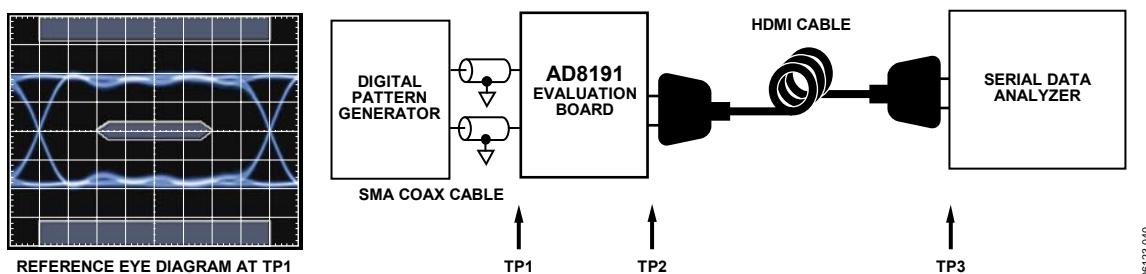 HDMI CABLE
DIGITAL
PATTERN
GENERATOR
AD8191
EVALUATION
BOARD
SERIAL DATA
ANALYZER
SMA COAX CABLE
REFERENCE EYE DIAGRAM AT TP1
TP1
TP2
TP3